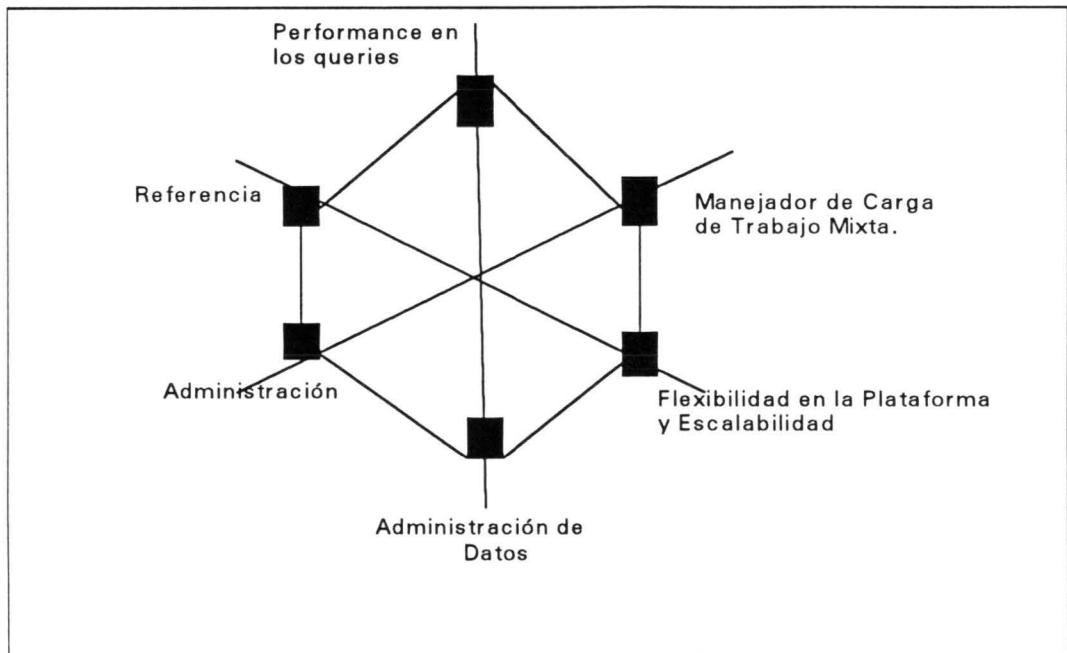 Performance en
los queries
Referencia
Manejador de Carga
de Trabajo Mixta.
Administración
Flexibilidad en la Plataforma
y Escalabilidad
Administración de
Datos